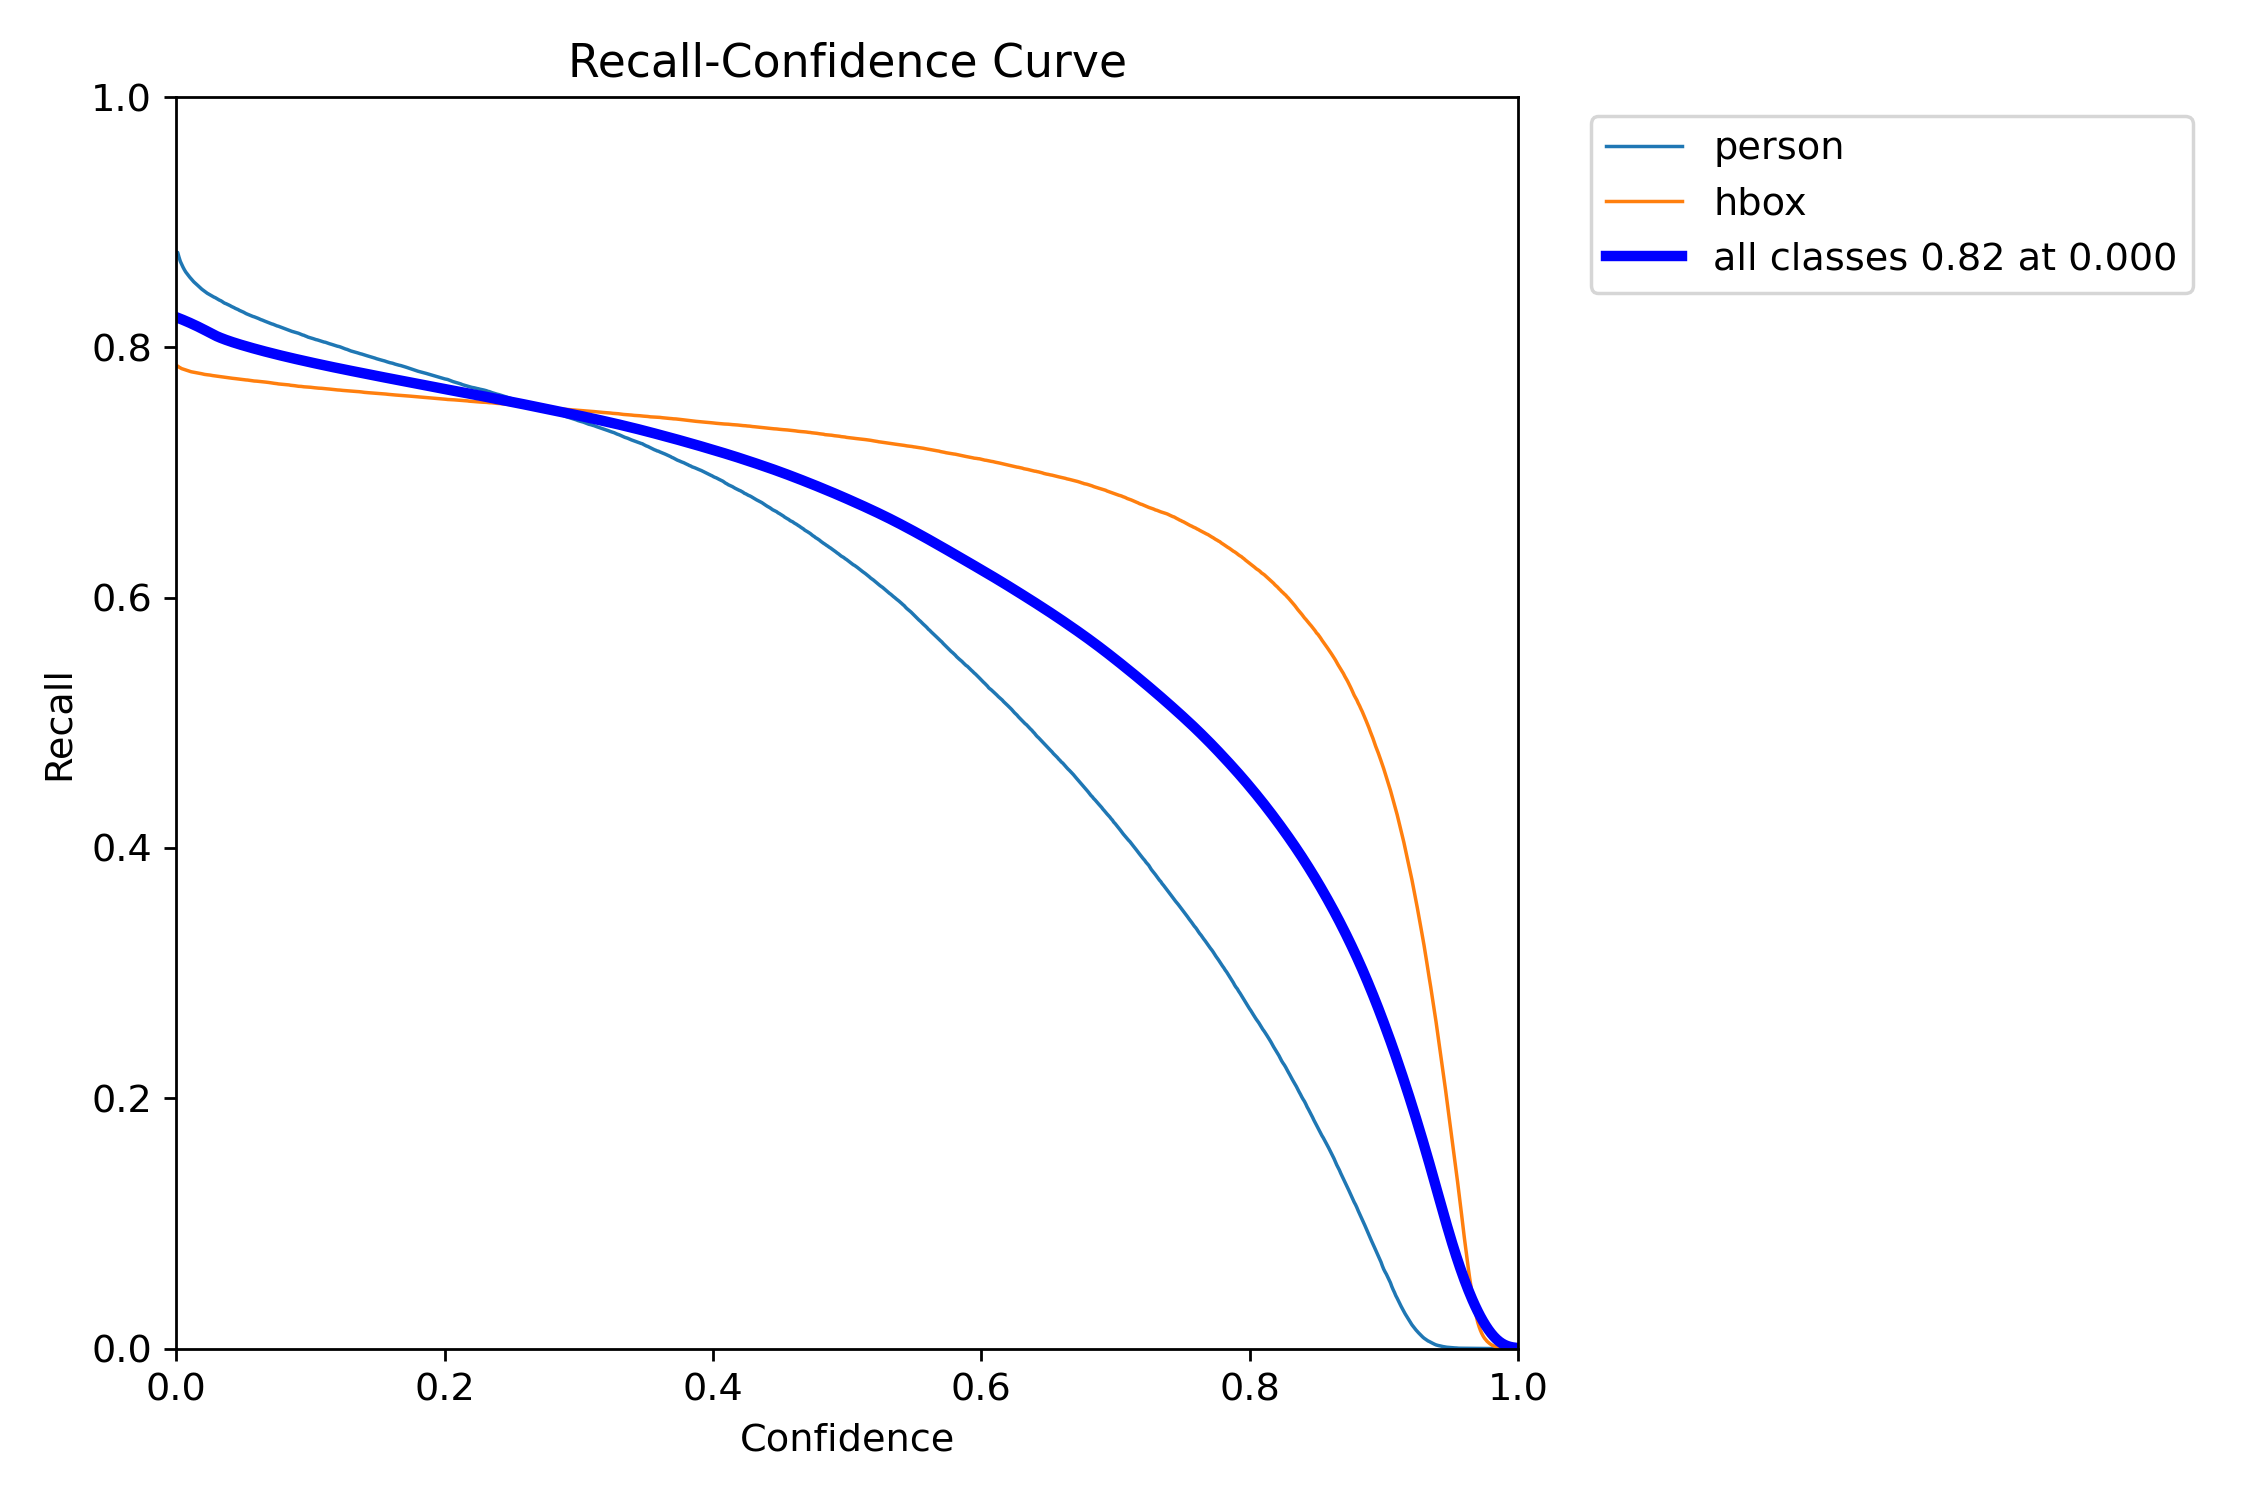 Recall-Confidence Curve
1.0
0.8
0.6
0.4
0.2
0.0
Recall
0.0 0.2 0.4 0.6 0.8 1.0
Confidence
person
hbox
all classes 0.82 at 0.000